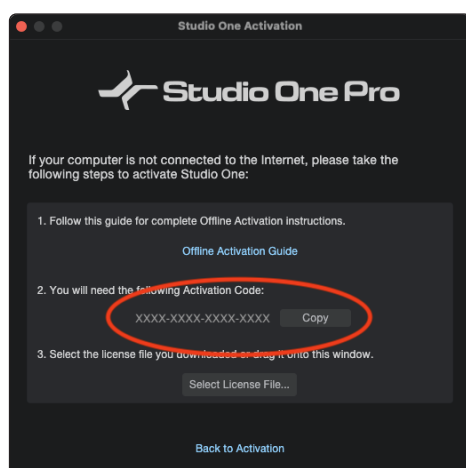 Studio One Activation
Studio One Pro
If your computer is not connected to the Internet, please take the
following steps to activate Studio One:
1. Follow this guide for complete Offline Activation instructions.
Offline Activation Guide
2. You will need the following Activation Code:
XXXX-XXXX-XXXX-XXXX Copy
3. Select the license file you downloaded or drag it onto this window.
Select License File...
Back to Activation